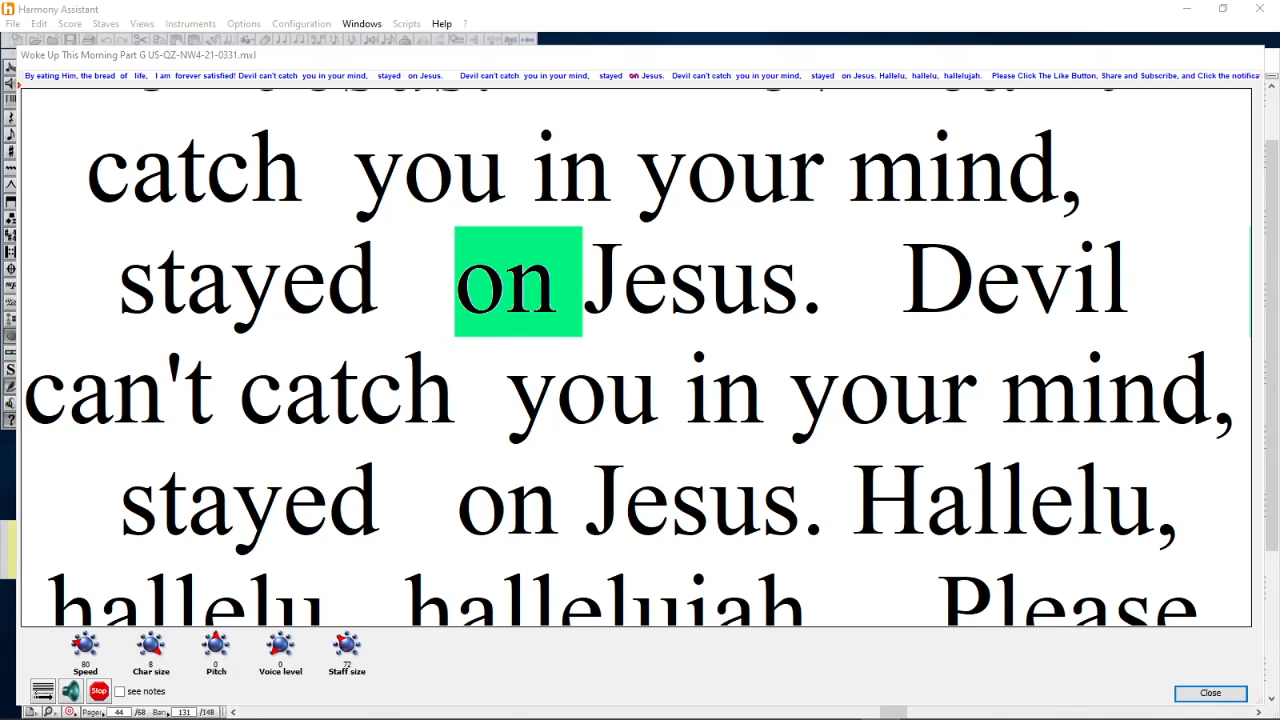 Harmony Assistant
File Edit Score Staves Views Instruments Options Configuration Windows Scripts Help ?
Woke Up This Morning Part G US-QZ-NW4-21-0331.mxl
By eating Him, the bread of life, I am forever satisfied! Devil can't catch you in your mind, stayed on Jesus. Devil can't catch you in your mind, stayed on Jesus. Devil can't catch you in your mind, stayed on Jesus. Hallelu, hallelu, hallelujah. Please Click The Like Button, Share and Subscribe, and Click the notifica
catch you in your mind,
stayed on Jesus. Devil
can't catch you in your mind,
stayed on Jesus. Hallelu,
hallelu, hallelujah. Please
80 8 0 0 72
Speed Char size Pitch Voice level Staff size
Stop see notes Close
Page: 44 /68 Bar: 131 /148